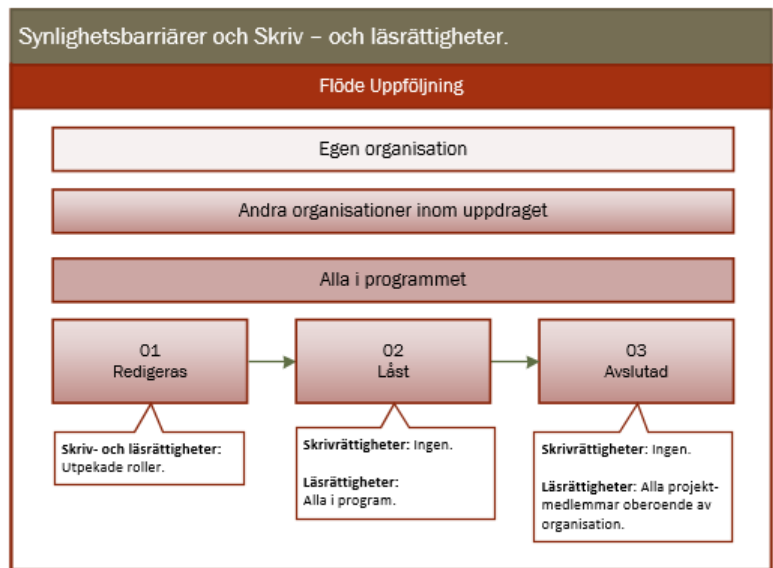 Synlighetsbarriärer och Skriv – och läsrättigheter.
Flöde Uppföljning
Egen organisation
Andra organisationer inom uppdraget
Alla i programmet
01
Redigeras
02
Låst
03
Avslutad
Skriv- och läsrättigheter:
Utpekade roller.
Skrivrättigheter: Ingen.
Läsrättigheter:
Alla i program.
Skrivrättigheter: Ingen.
Läsrättigheter: Alla projekt-
medlemmar oberoende av
organisation.